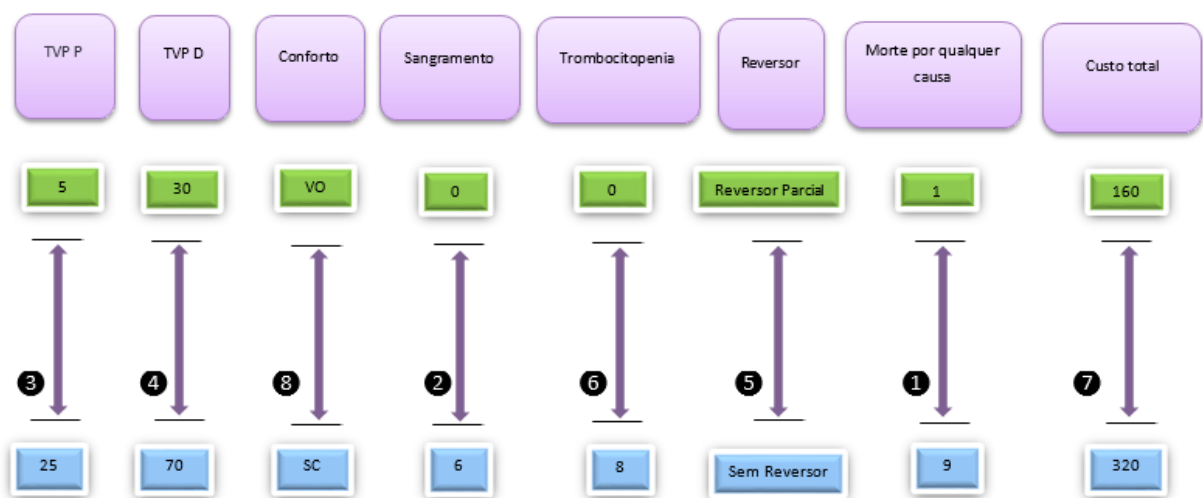 TVP P
TVP D
Conforto
Sangramento
Trombocitopenia
Reversor
Morte por qualquer
causa
Custo total
5
30
VO
0
0
Reversor Parcial
1
160
3
4
8
2
6
5
1
7
25
70
SC
6
8
Sem Reversor
9
320